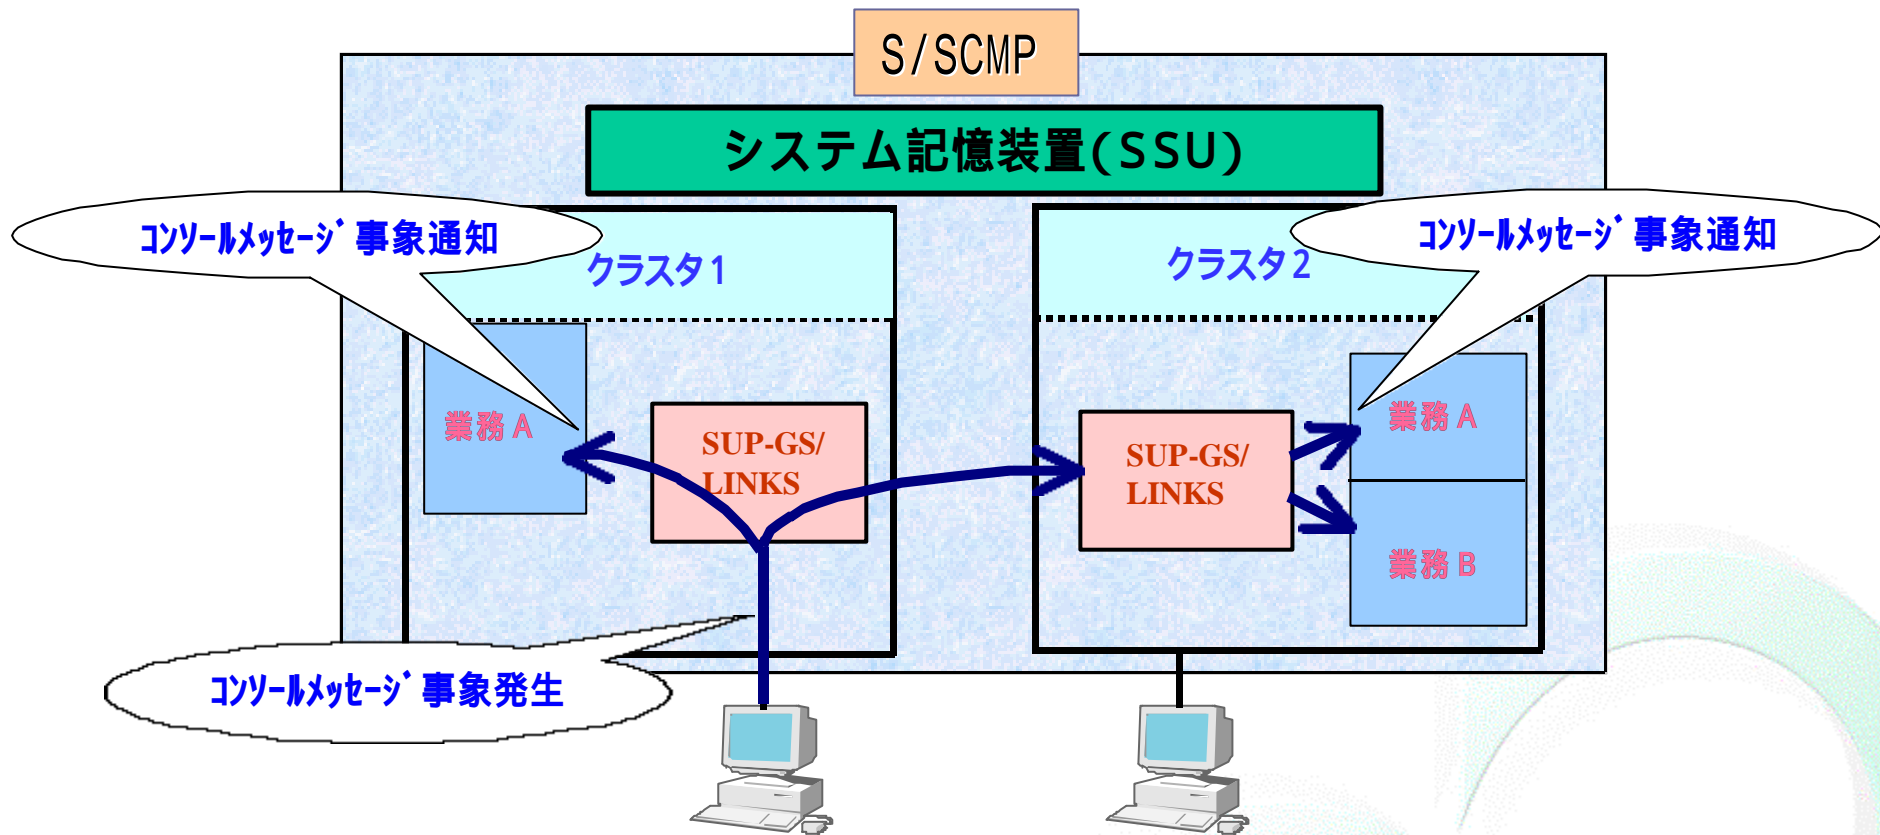 S/SCMP
システム記憶装置(SSU)
コンソールメッセージ事象通知
クラスタ1
クラスタ2
コンソールメッセージ事象通知
業務A
SUP-GS/
LINKS
SUP-GS/
LINKS
業務A
業務B
コンソールメッセージ事象発生